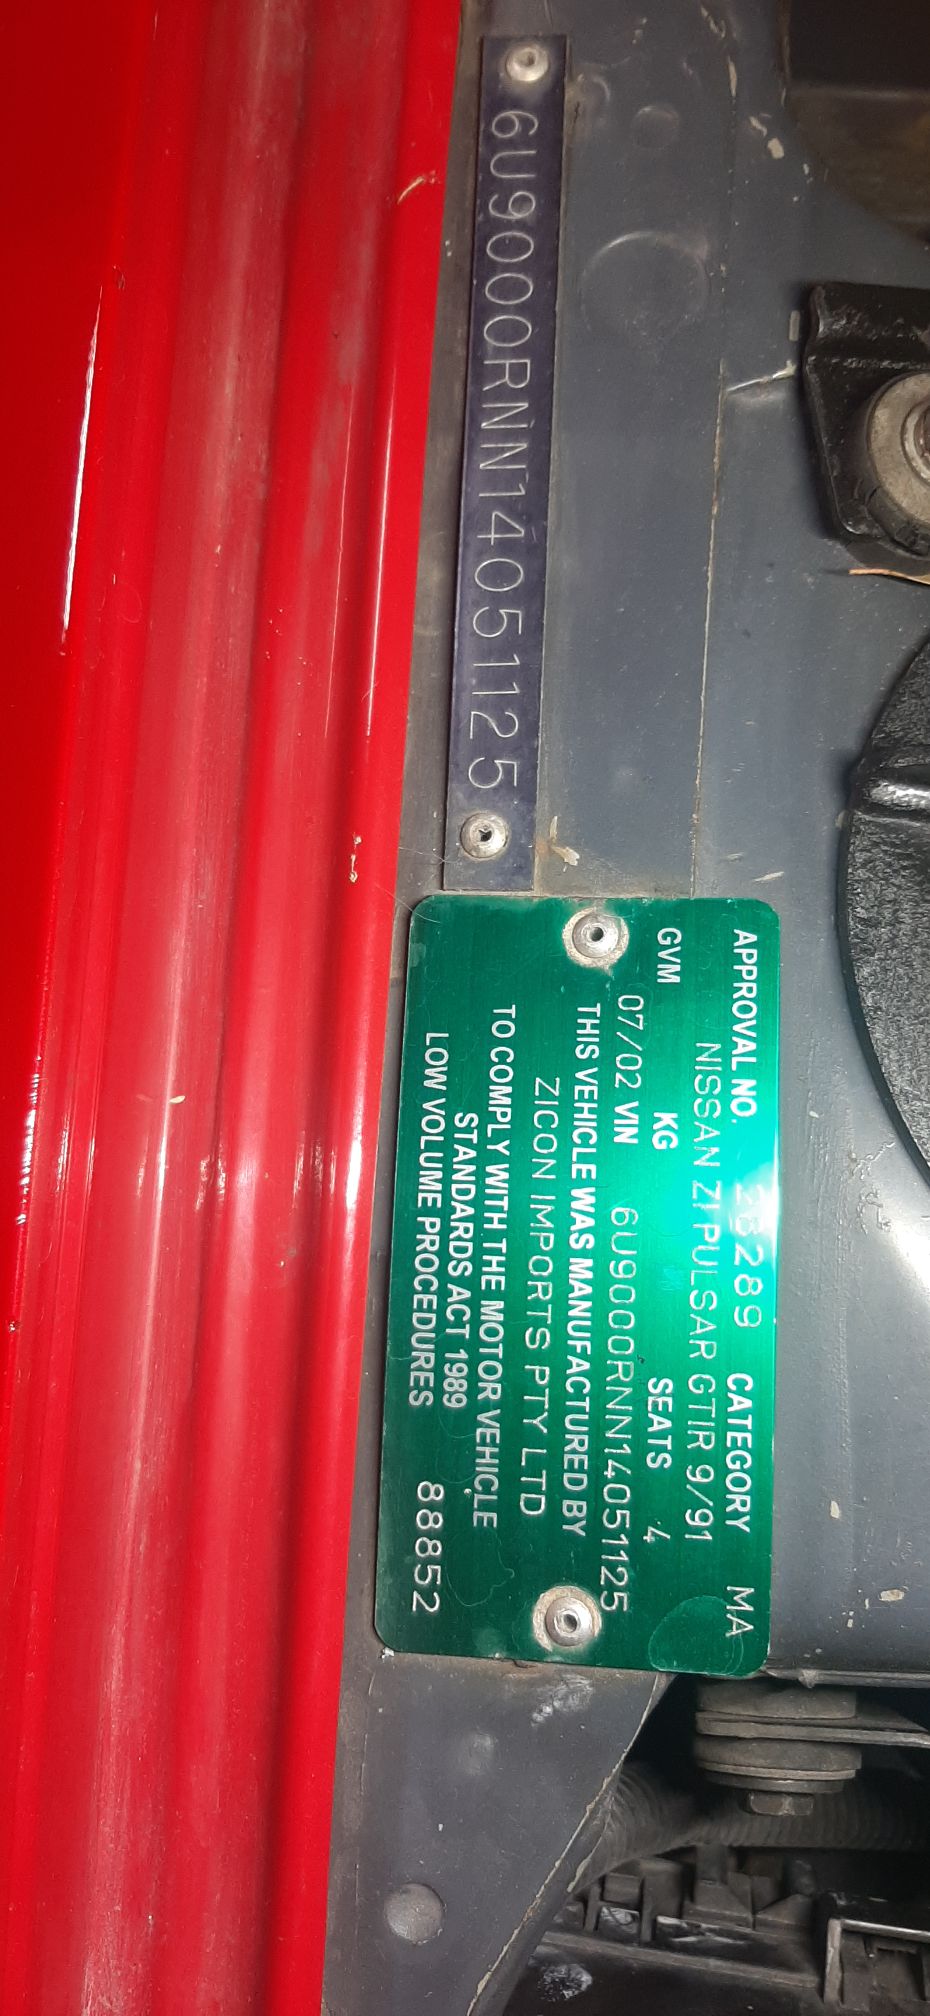 6U9000RNN14051125
APPROVAL NO. 289 CATEGORY MA
NISSAN Z1 PULSAR GTIR 9/91
GVM KG SEATS 4
07/02 VIN 6U9000RNN14051125
THIS VEHICLE WAS MANUFACTURED BY
ZICON IMPORTS PTY LTD
TO COMPLY WITH THE MOTOR VEHICLE
STANDARDS ACT 1989
LOW VOLUME PROCEDURES 88852